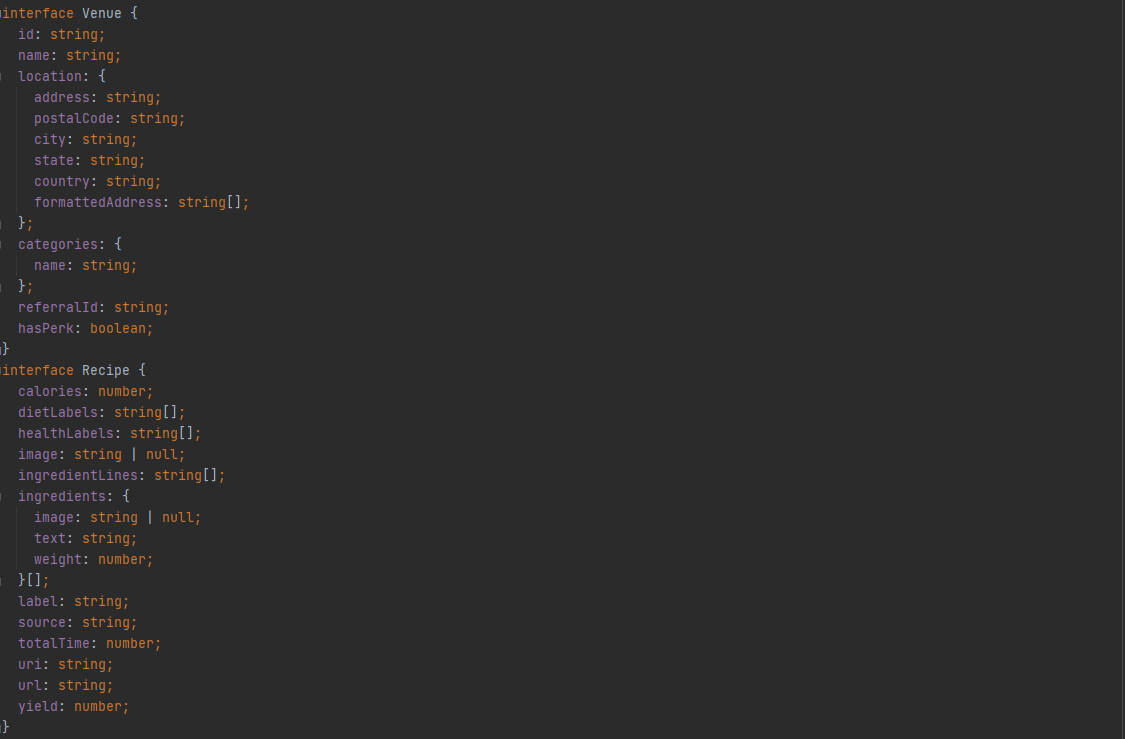 interface Venue {
  id: string;
  name: string;
  location: {
    address: string;
    postalCode: string;
    city: string;
    state: string;
    country: string;
    formattedAddress: string[];
  };
  categories: {
    name: string;
  };
  referralId: string;
  hasPerk: boolean;
}
interface Recipe {
  calories: number;
  dietLabels: string[];
  healthLabels: string[];
  image: string | null;
  ingredientLines: string[];
  ingredients: {
    image: string | null;
    text: string;
    weight: number;
  }[];
  label: string;
  source: string;
  totalTime: number;
  uri: string;
  url: string;
  yield: number;
}